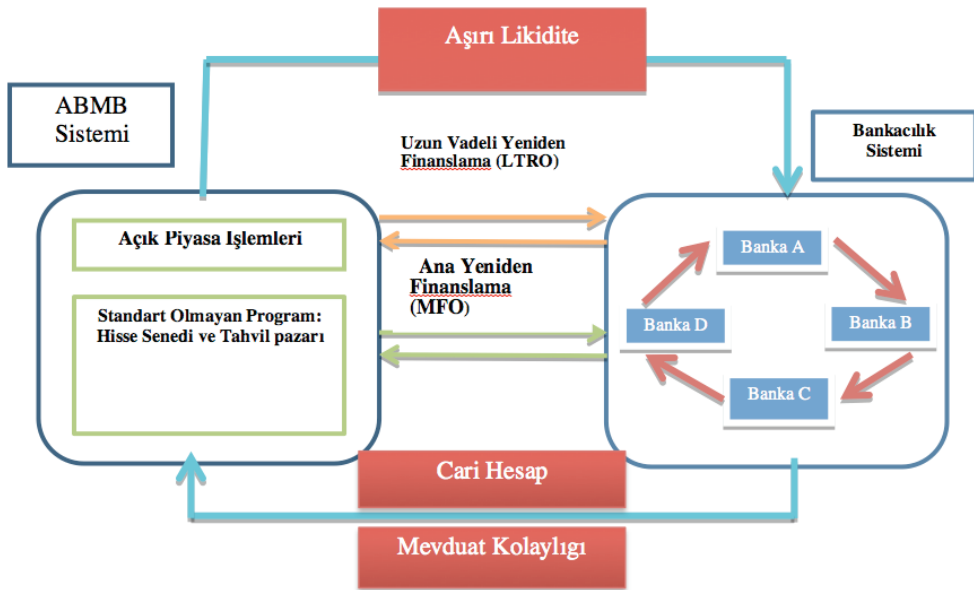 Aşırı Likidite
ABMB
Sistemi
Bankacılık
Sistemi
Uzun Vadeli Yeniden
Finanslama (LTRO)
Açık Piyasa Işlemleri
Ana Yeniden
Finanslama
(MFO)
Standart Olmayan Program:
Hisse Senedi ve Tahvil pazarı
Banka A
Banka D
Banka B
Banka C
Cari Hesap
Mevduat Kolaylıgı